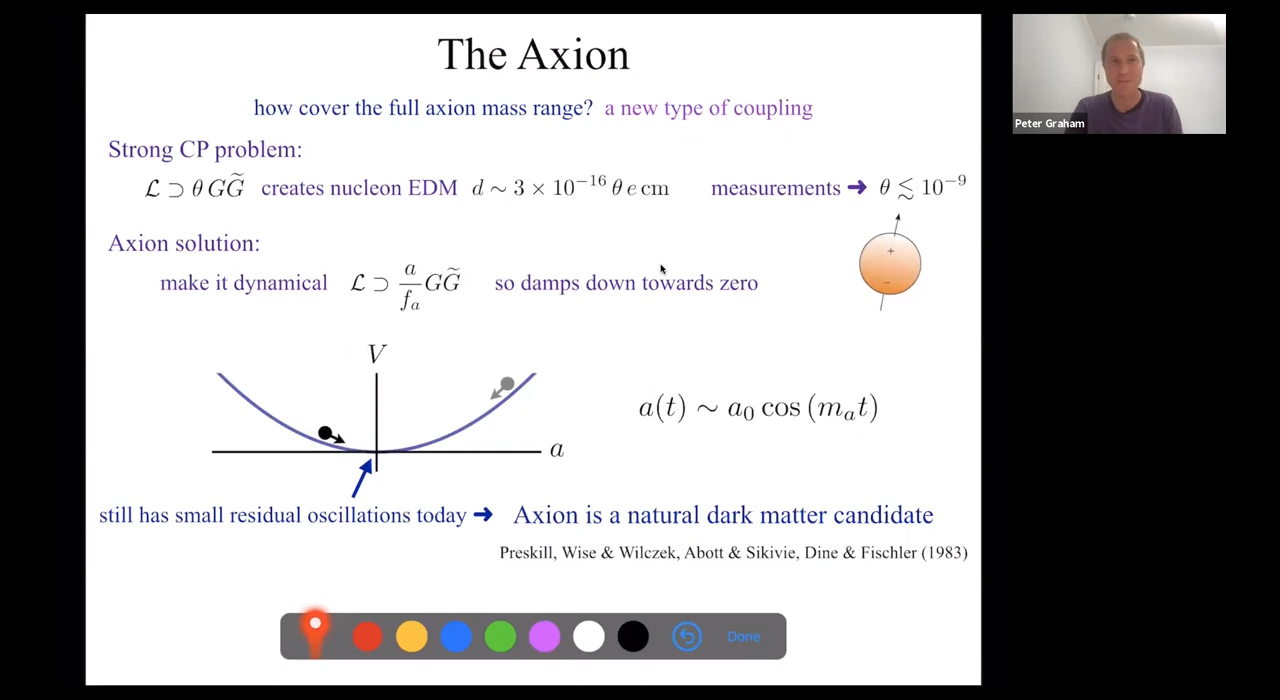 The Axion
how cover the full axion mass range? a new type of coupling
Strong CP problem:
ℒ ⊃ θ GG̃ creates nucleon EDM d ∼ 3 × 10⁻¹⁶ θ e cm measurements ➜ θ ≲ 10⁻⁹
Axion solution:
make it dynamical ℒ ⊃ a/fₐ GG̃ so damps down towards zero
+
−
V
a(t) ∼ a₀ cos (mₐt)
a
still has small residual oscillations today ➜ Axion is a natural dark matter candidate
Preskill, Wise & Wilczek, Abott & Sikivie, Dine & Fischler (1983)
Done
Peter Graham